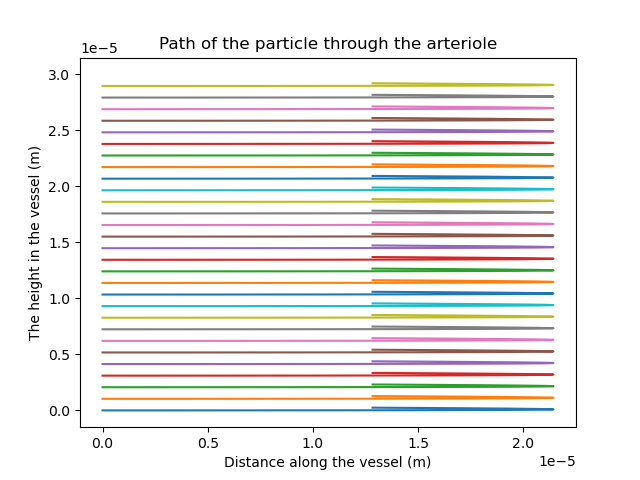 Path of the particle through the arteriole
1e−5
3.0
2.5
2.0
1.5
1.0
0.5
0.0
The height in the vessel (m)
0.0 0.5 1.0 1.5 2.0
1e−5
Distance along the vessel (m)